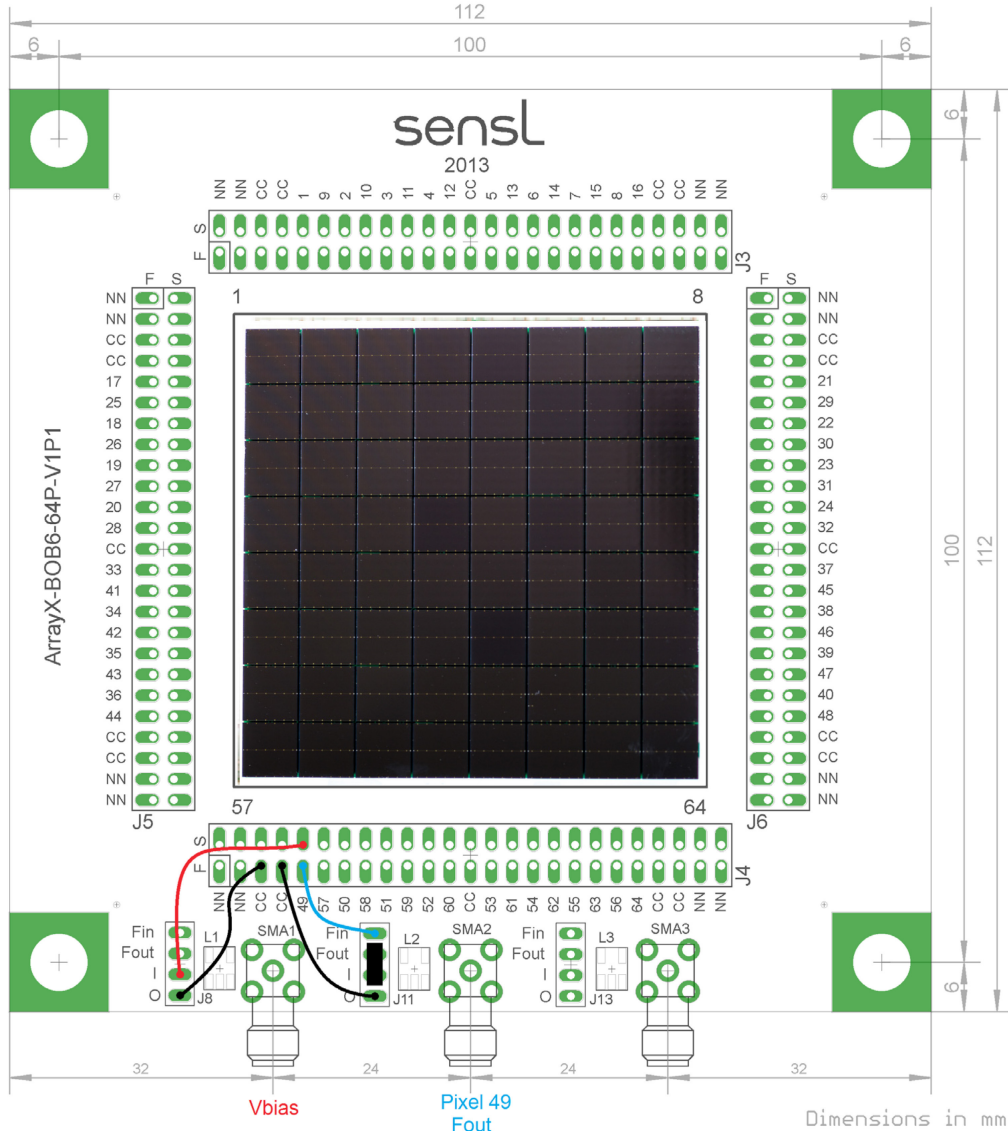 112
6 100 6
sensl
2013
NN NN CC CC 1 9 2 10 3 11 4 12 CC 5 13 6 14 7 15 8 16 CC CC NN NN
S
F
J3
F S
1 8
F S
NN NN
NN NN
CC CC
CC CC
17 21
25 29
18 22
26 30
19 23
27 31
20 24
28 32
CC CC
33 37
41 45
34 38
42 46
35 39
43 47
36 40
44 48
CC CC
CC CC
NN NN
NN NN
J5
J6
ArrayX-BOB6-64P-V1P1
6
100
112
6
57 64
S
F
J4
NN NN CC CC 49 57 50 58 51 59 52 60 CC 53 61 54 62 55 63 56 64 CC CC NN NN
Fin
Fout
I
O
L1
J8
SMA1
Fin
Fout
I
O
L2
J11
SMA2
Fin
Fout
I
O
L3
J13
SMA3
32 24 24 32
Vbias
Pixel 49
Fout
Dimensions in mm